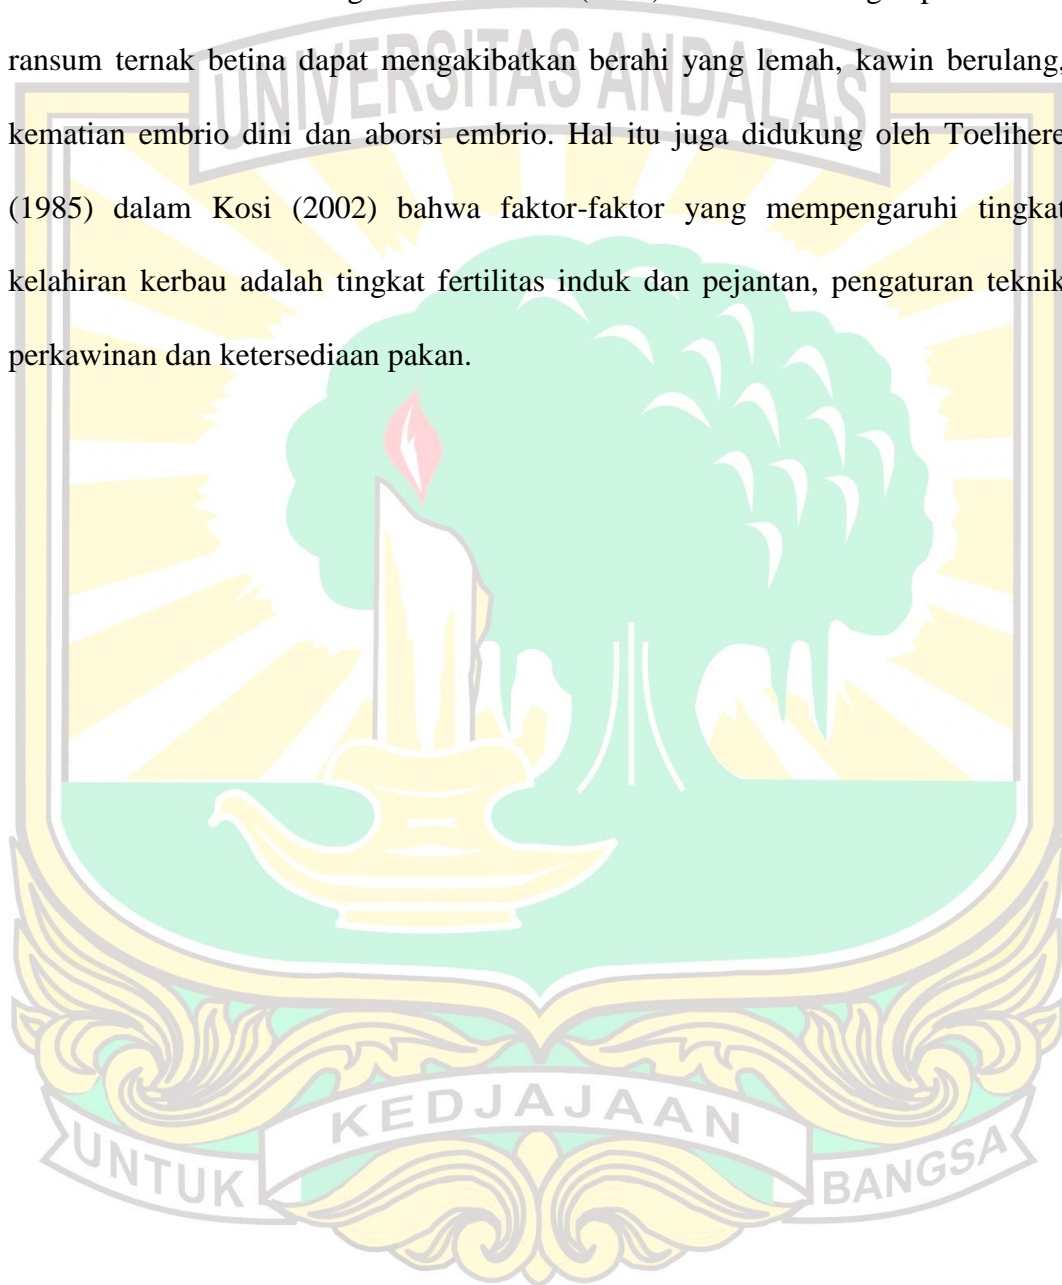 ransum ternak betina dapat mengakibatkan berahi yang lemah, kawin berulang,
kematian embrio dini dan aborsi embrio. Hal itu juga didukung oleh Toelihere
(1985) dalam Kosi (2002) bahwa faktor-faktor yang mempengaruhi tingkat
kelahiran kerbau adalah tingkat fertilitas induk dan pejantan, pengaturan teknik
perkawinan dan ketersediaan pakan.
UNIVERSITAS ANDALAS
UNTUK KEDJAJAAN BANGSA